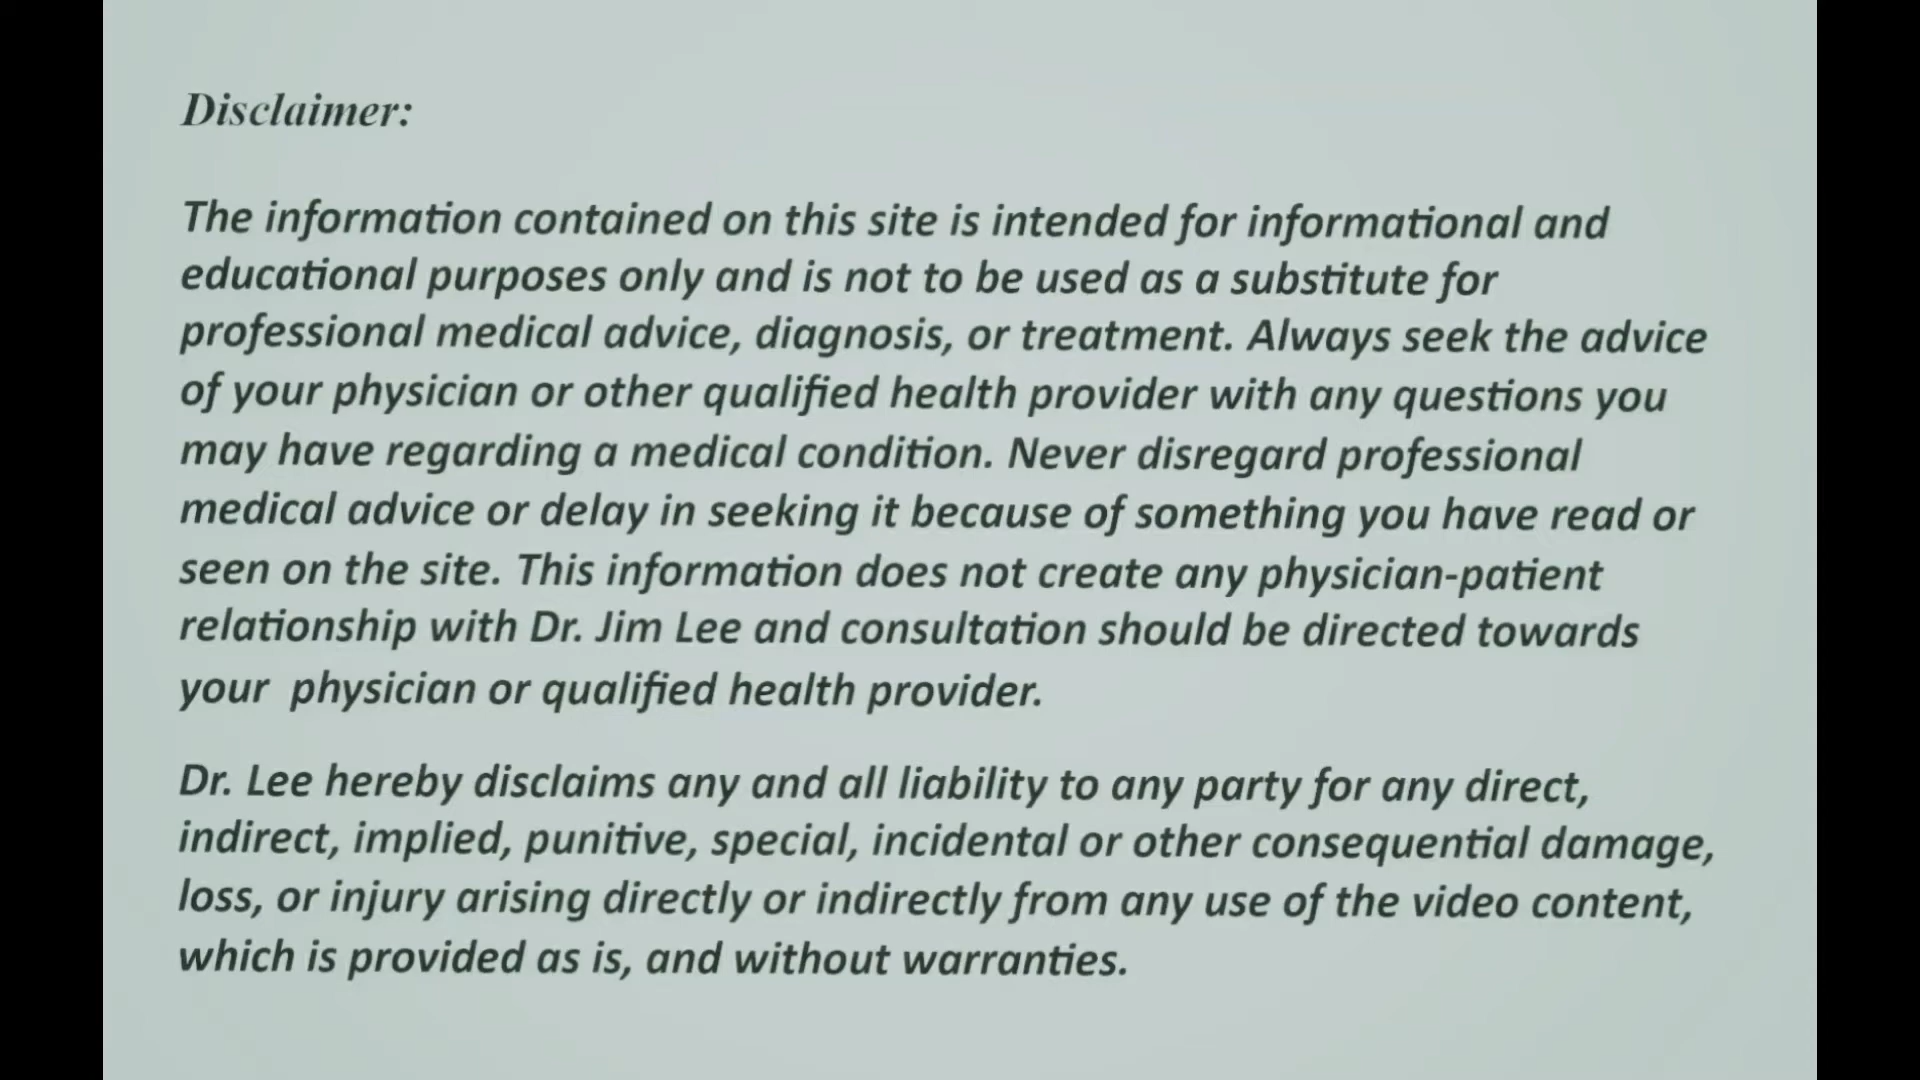 Disclaimer:
The information contained on this site is intended for informational and
educational purposes only and is not to be used as a substitute for
professional medical advice, diagnosis, or treatment. Always seek the advice
of your physician or other qualified health provider with any questions you
may have regarding a medical condition. Never disregard professional
medical advice or delay in seeking it because of something you have read or
seen on the site. This information does not create any physician-patient
relationship with Dr. Jim Lee and consultation should be directed towards
your  physician or qualified health provider.
Dr. Lee hereby disclaims any and all liability to any party for any direct,
indirect, implied, punitive, special, incidental or other consequential damage,
loss, or injury arising directly or indirectly from any use of the video content,
which is provided as is, and without warranties.